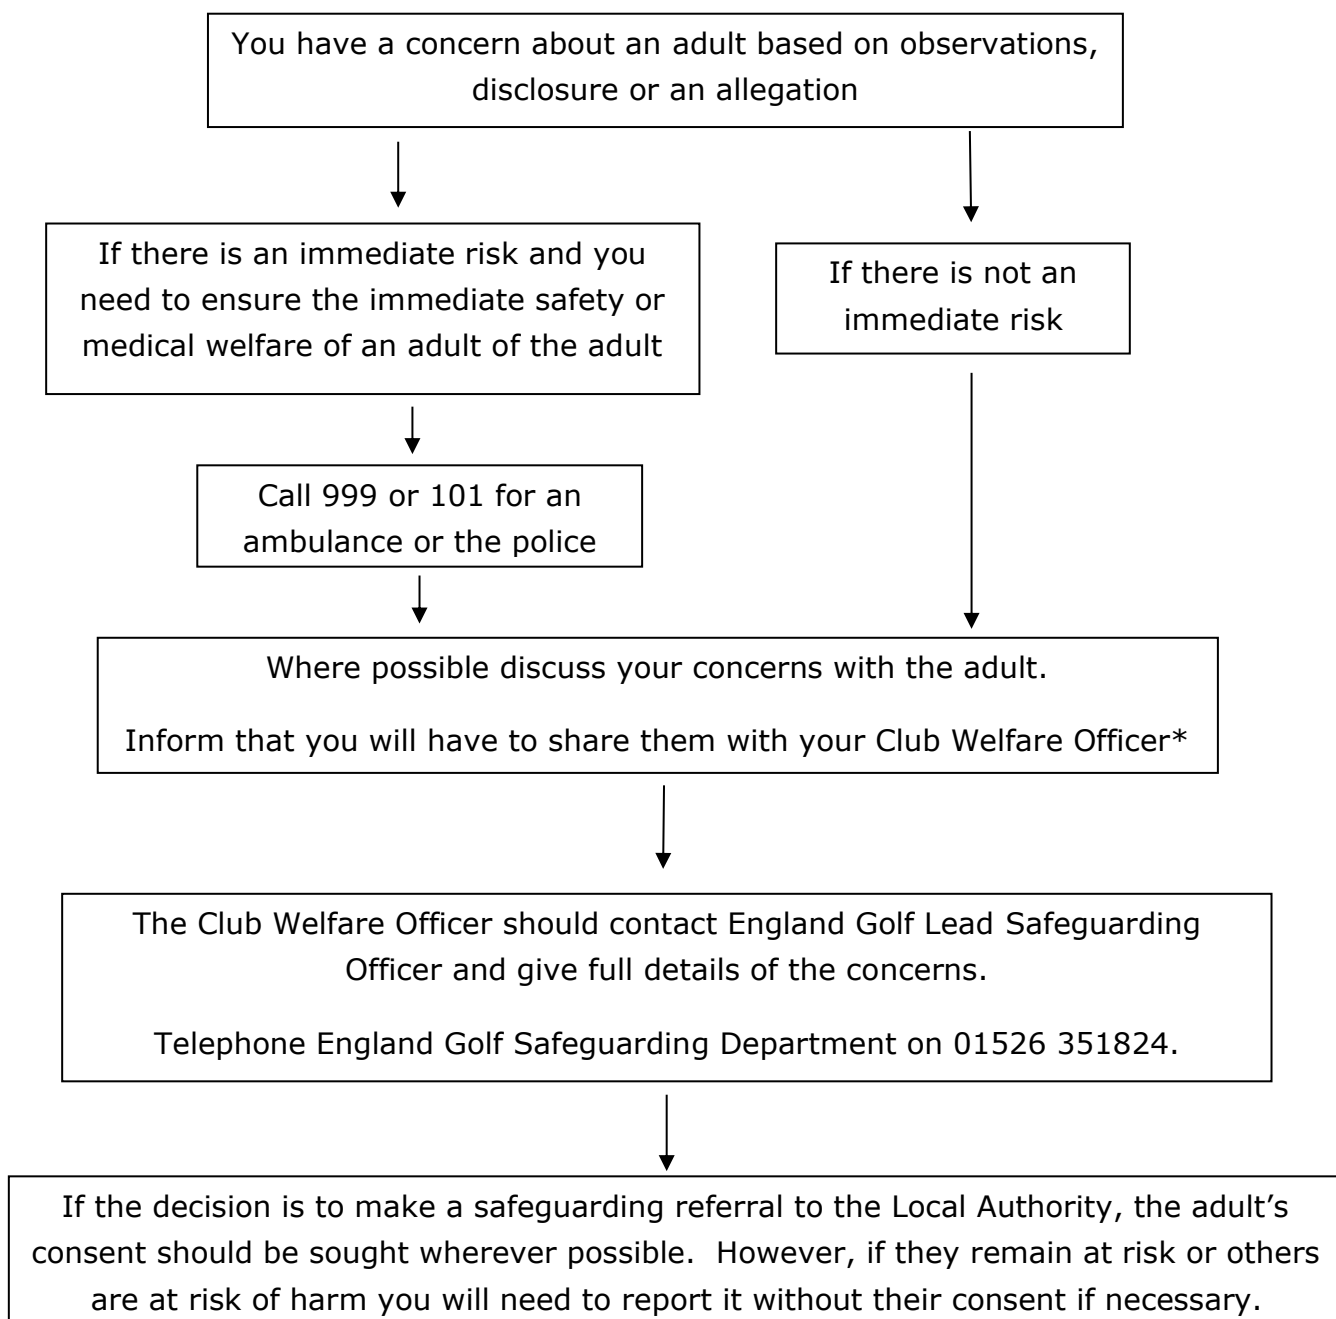 You have a concern about an adult based on observations,
disclosure or an allegation
If there is an immediate risk and you
need to ensure the immediate safety or
medical welfare of an adult of the adult
If there is not an
immediate risk
Call 999 or 101 for an
ambulance or the police
Where possible discuss your concerns with the adult.
Inform that you will have to share them with your Club Welfare Officer*
The Club Welfare Officer should contact England Golf Lead Safeguarding
Officer and give full details of the concerns.
Telephone England Golf Safeguarding Department on 01526 351824.
If the decision is to make a safeguarding referral to the Local Authority, the adult’s
consent should be sought wherever possible.  However, if they remain at risk or others
are at risk of harm you will need to report it without their consent if necessary.